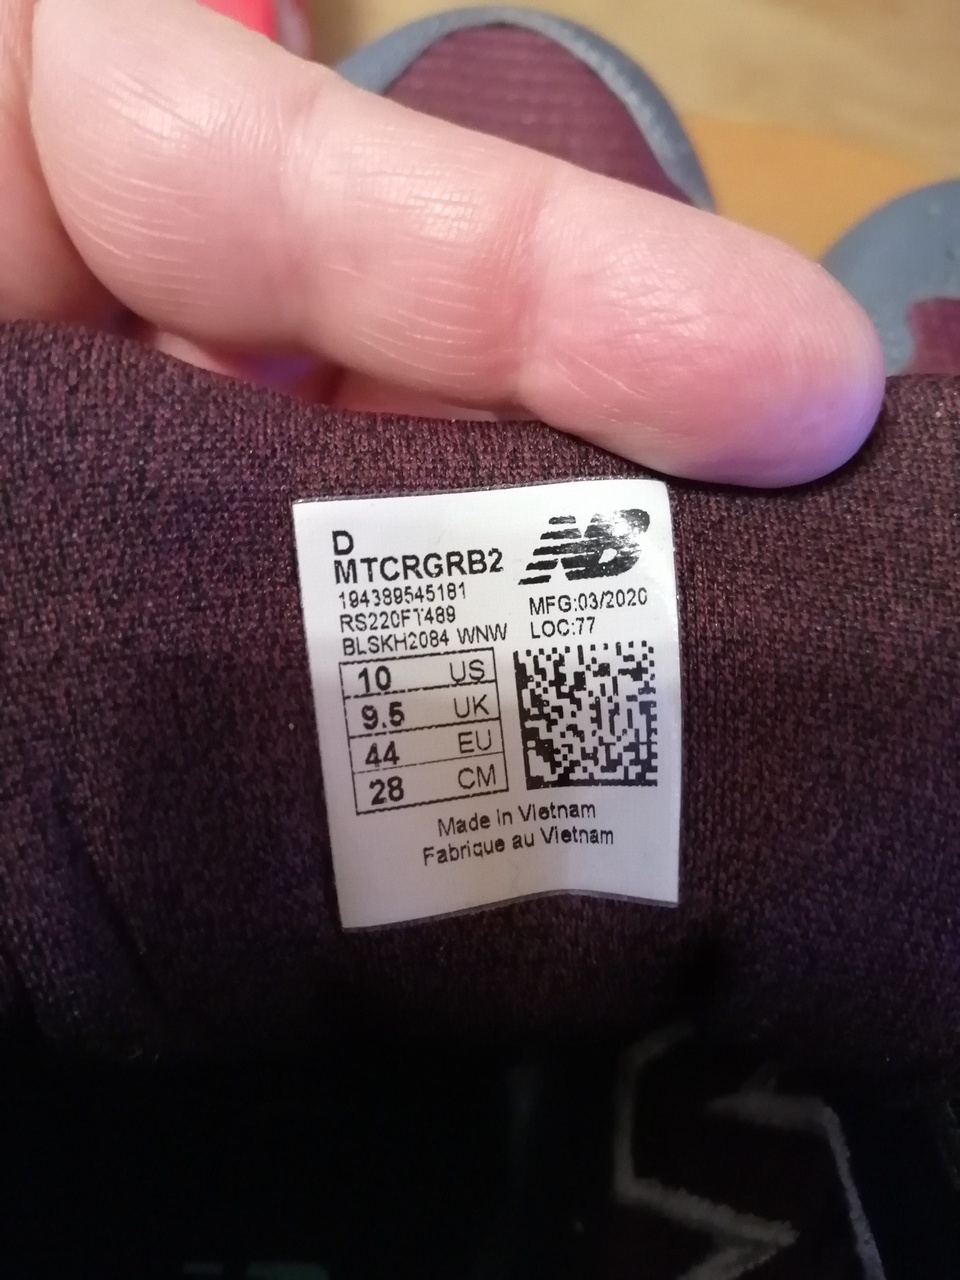 D
MTCRGRB2
194389545181
RS220FT489
BLSKH2084 WNW
NB
MFG:03/2020
LOC:77
10 US
9.5 UK
44 EU
28 CM
Made in Vietnam
Fabrique au Vietnam